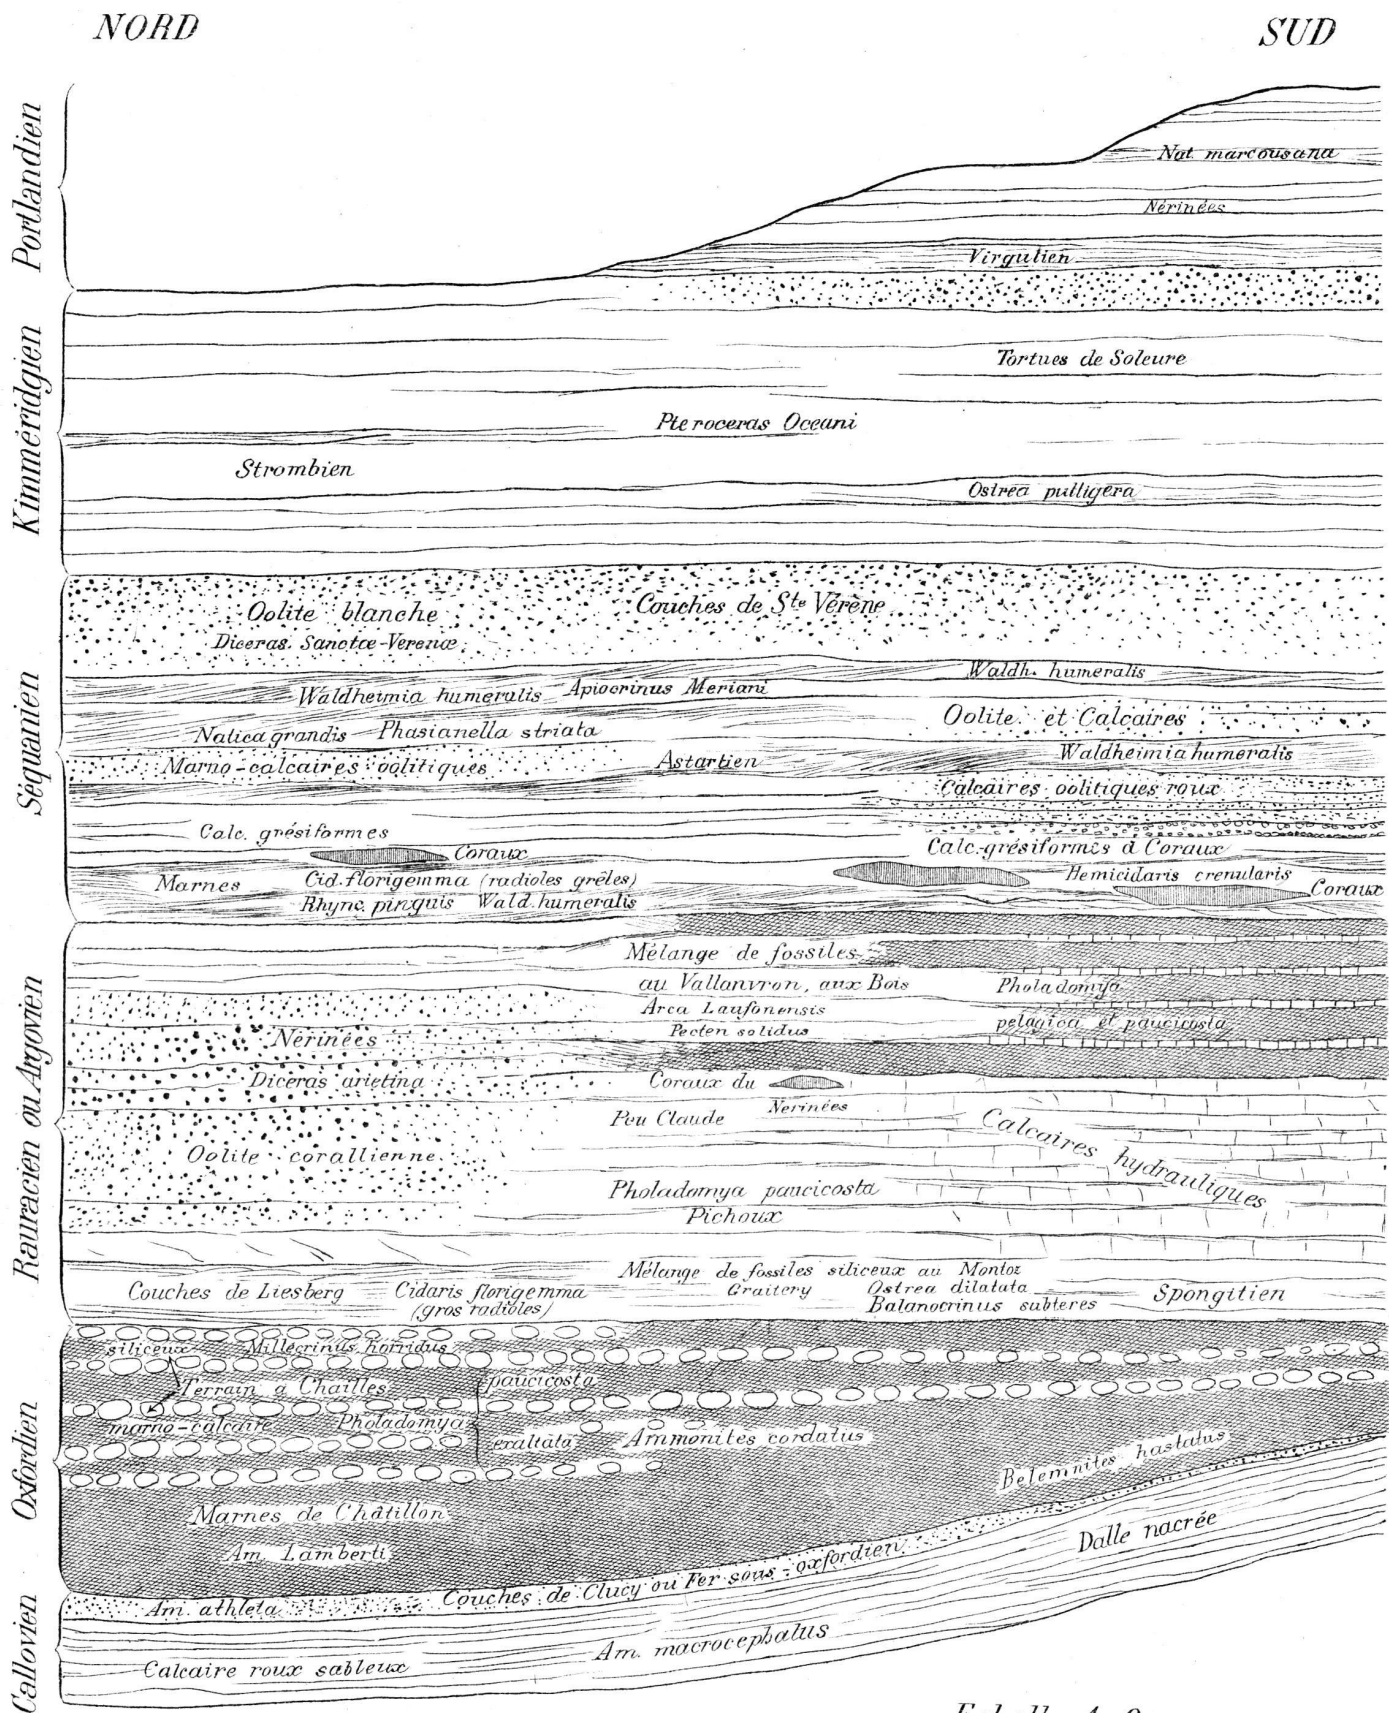 NORD
SUD
Portlandien
Nat. marcousana
Nérinées
Virgulien
Kimméridgien
Tortues de Soleure
Pteroceras Oceani
Strombien
Ostrea pulligera
Séquanien
Oolite blanche
Couches de Ste Vérène
Diceras. Sanctæ-Verenæ
Waldh. humeralis
Waldheimia humeralis
Apiocrinus Meriani
Oolite et Calcaires
Natica grandis
Phasianella striata
Waldheimia humeralis
Marno-calcaires oolitiques
Astartien
Calcaires oolitiques roux
Calc. grésiformes
Calc.-grésiformes à Coraux
Coraux
Hemicidaris crenularis
Marnes
Cid. florigemma (radioles grêles)
Coraux
Rhync. pinguis Wald. humeralis
Rauracien ou Argovien
Mélange de fossiles
au Vallanvron, aux Bois
Pholadomya
Arca Laufonensis
pelagica et paucicosta
Pecten solidus
Nérinées
Diceras arietina
Coraux du
Nerinées
Peu Claude
Calcaires hydrauliques
Oolite corallienne
Pholadomya paucicosta
Pichoux
Mélange de fossiles siliceux au Montoz
Graitery
Ostrea dilatata
Couches de Liesberg
Cidaris florigemma
(gros radioles)
Balanocrinus subteres
Spongitien
Oxfordien
siliceux
Millecrinus horridus
Terrain à Chailles
paucicosta
marno-calcaire
Pholadomya
exaltata
Ammonites cordatus
Belemnites hastatus
Marnes de Châtillon
Am. Lamberti
Dalle nacrée
Couches de Clucy ou Fer sous-oxfordien
Callovien
Am. athleta
Am. macrocephalus
Calcaire roux sableux